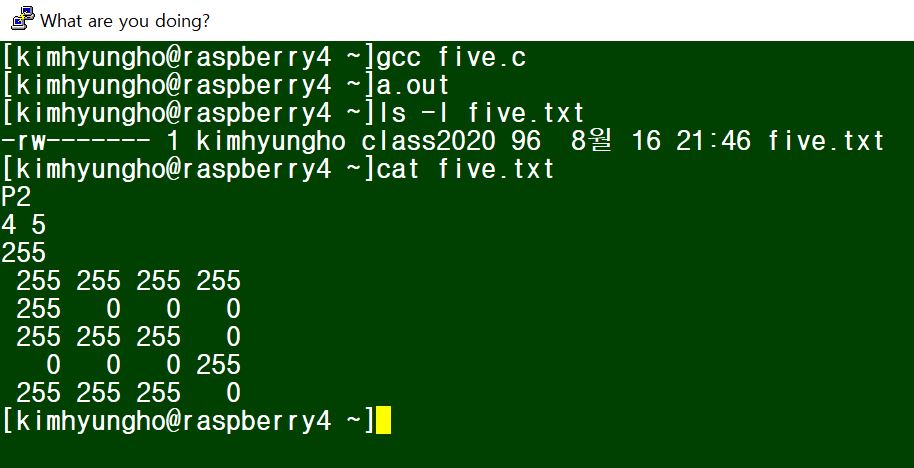 What are you doing?
[kimhyungho@raspberry4 ~]gcc five.c
[kimhyungho@raspberry4 ~]a.out
[kimhyungho@raspberry4 ~]ls -l five.txt
-rw------- 1 kimhyungho class2020 96  8월 16 21:46 five.txt
[kimhyungho@raspberry4 ~]cat five.txt
P2
4 5
255
 255 255 255 255
 255   0   0   0
 255 255 255   0
   0   0   0 255
 255 255 255   0
[kimhyungho@raspberry4 ~]